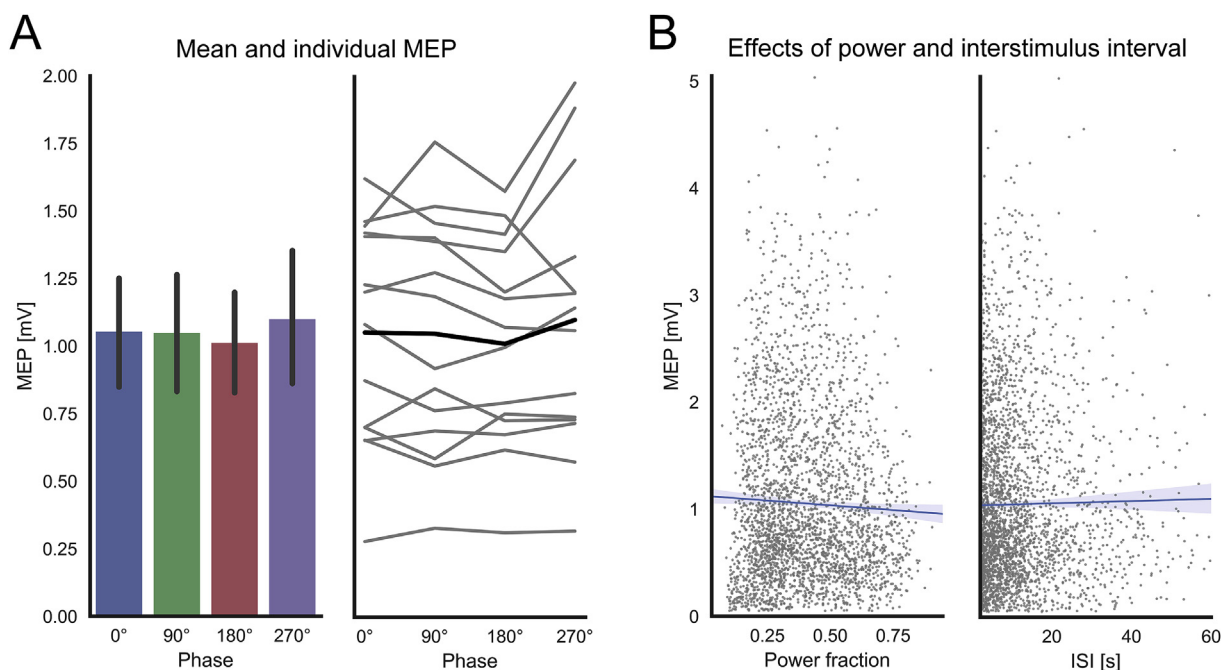 A
Mean and individual MEP
MEP [mV]
2.00
1.75
1.50
1.25
1.00
0.75
0.50
0.25
0.00
0° 90° 180° 270°
Phase
0° 90° 180° 270°
Phase
B
Effects of power and interstimulus interval
MEP [mV]
5
4
3
2
1
0
0.25 0.50 0.75
Power fraction
20 40 60
ISI [s]